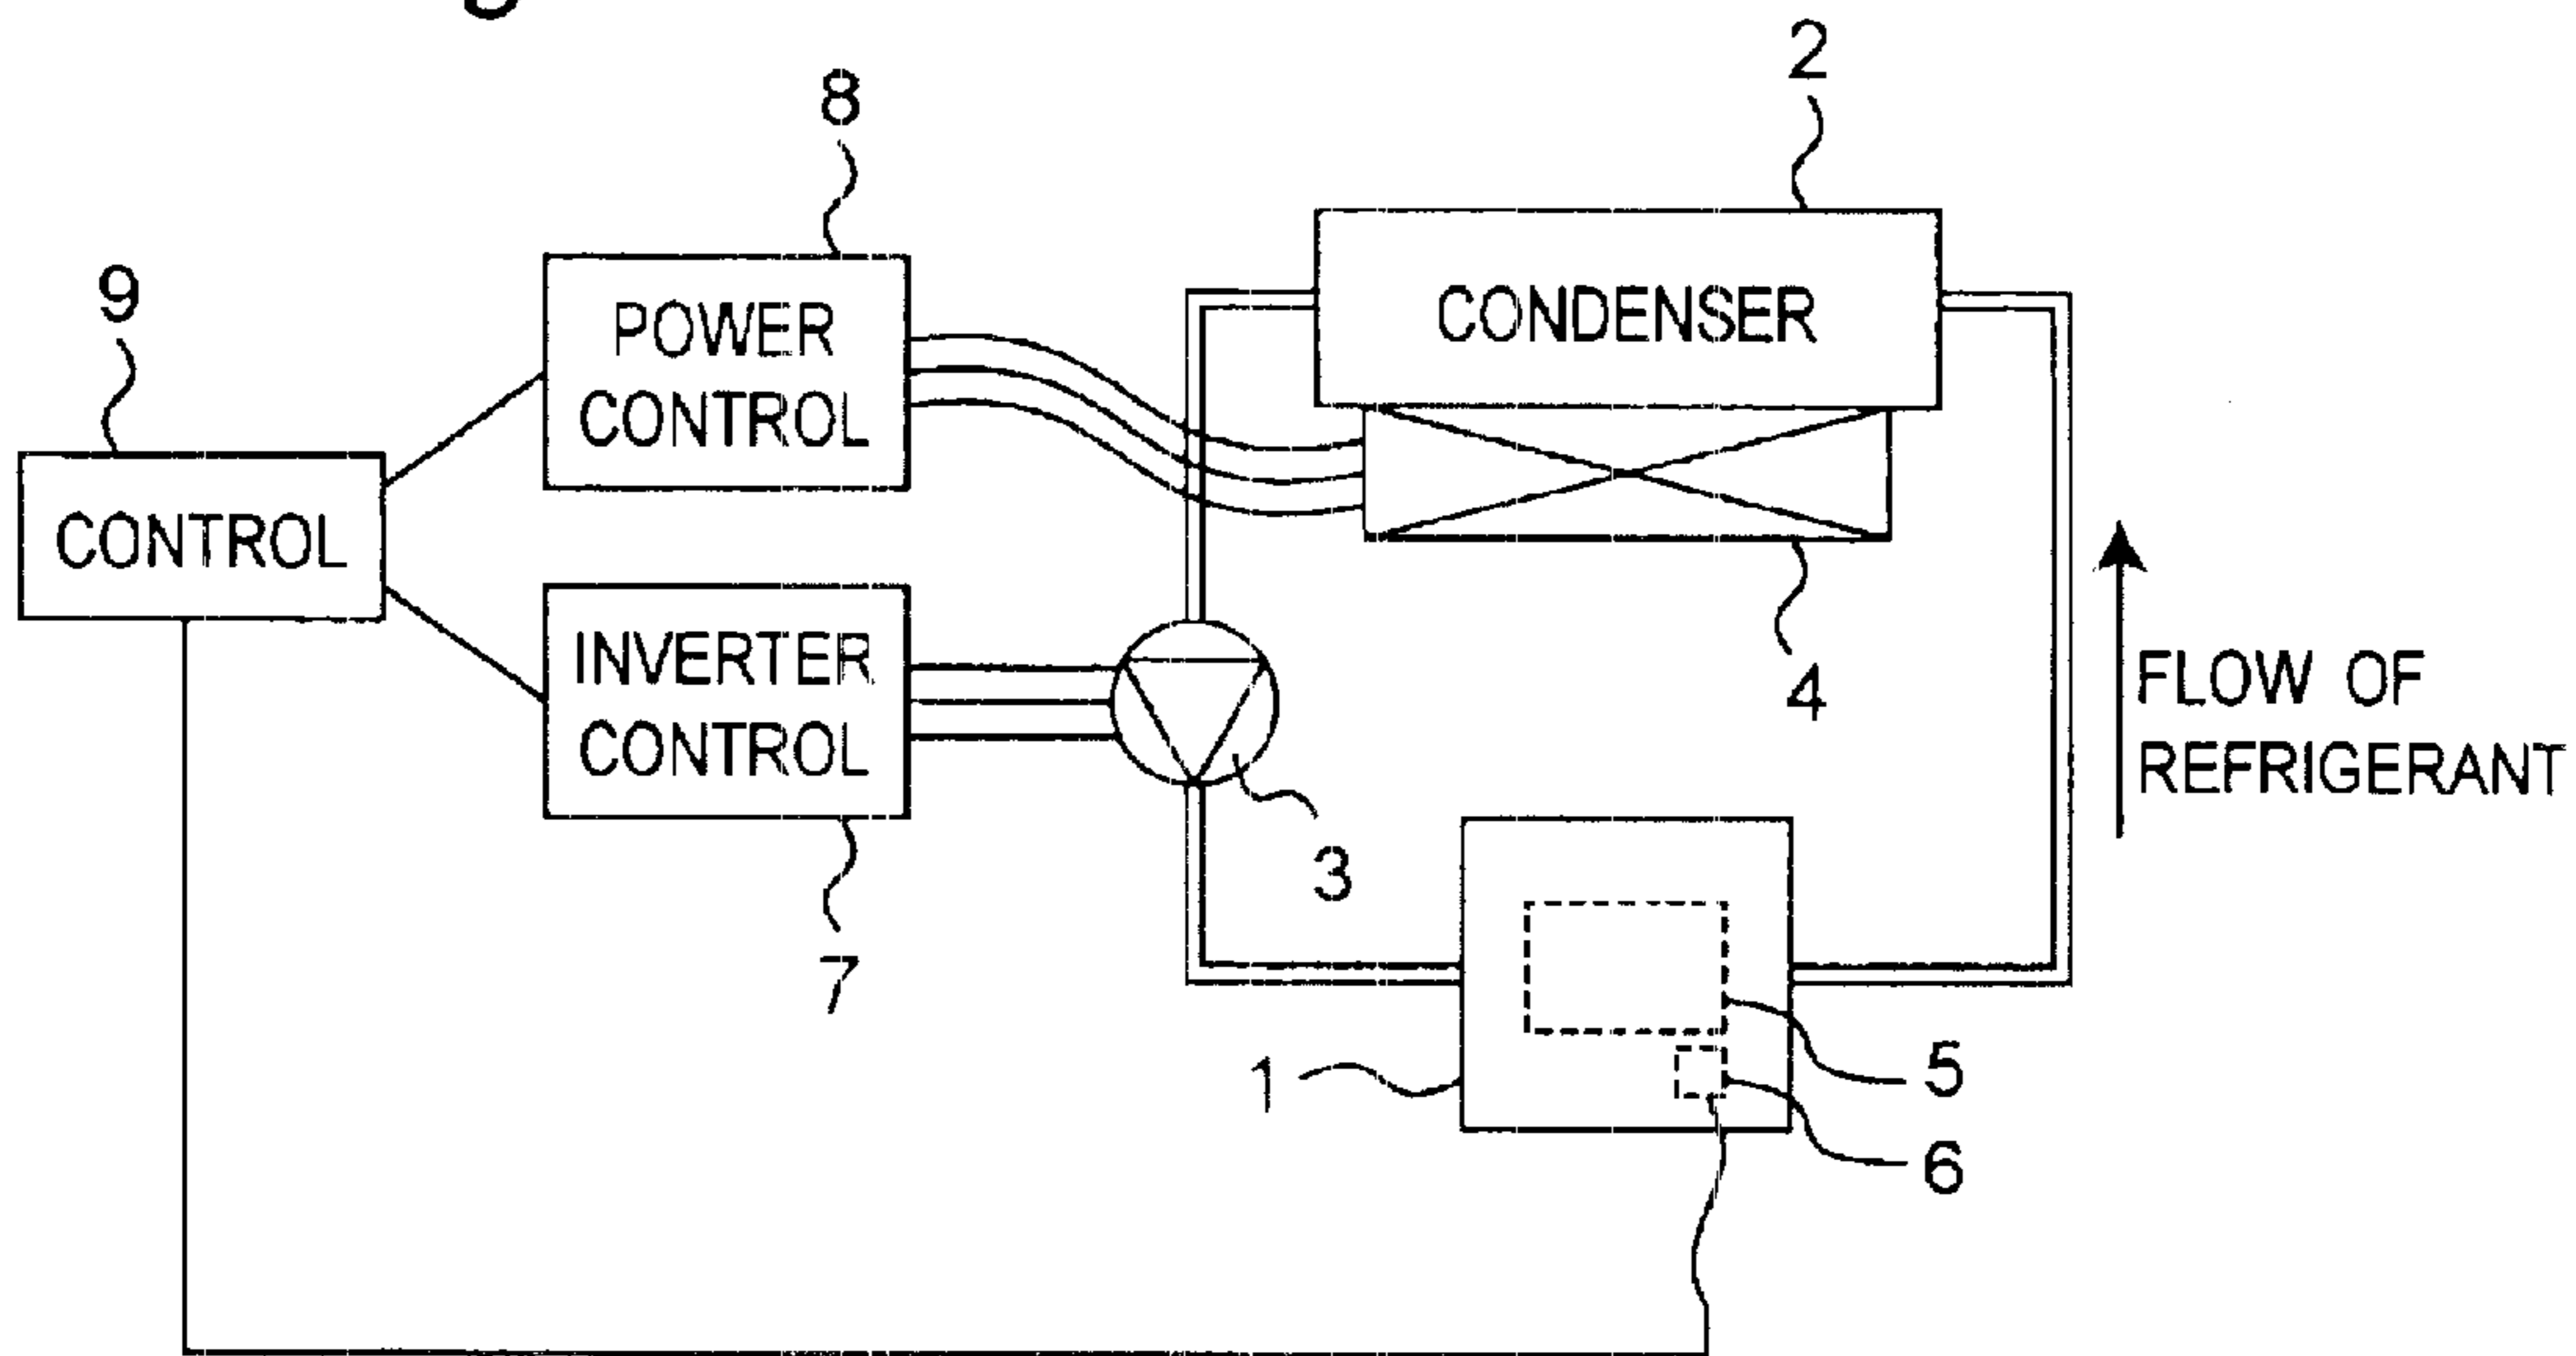 2
8
9
POWER
CONTROL
CONDENSER
CONTROL
INVERTER
CONTROL
4
FLOW OF
REFRIGERANT
3
7
1
5
6